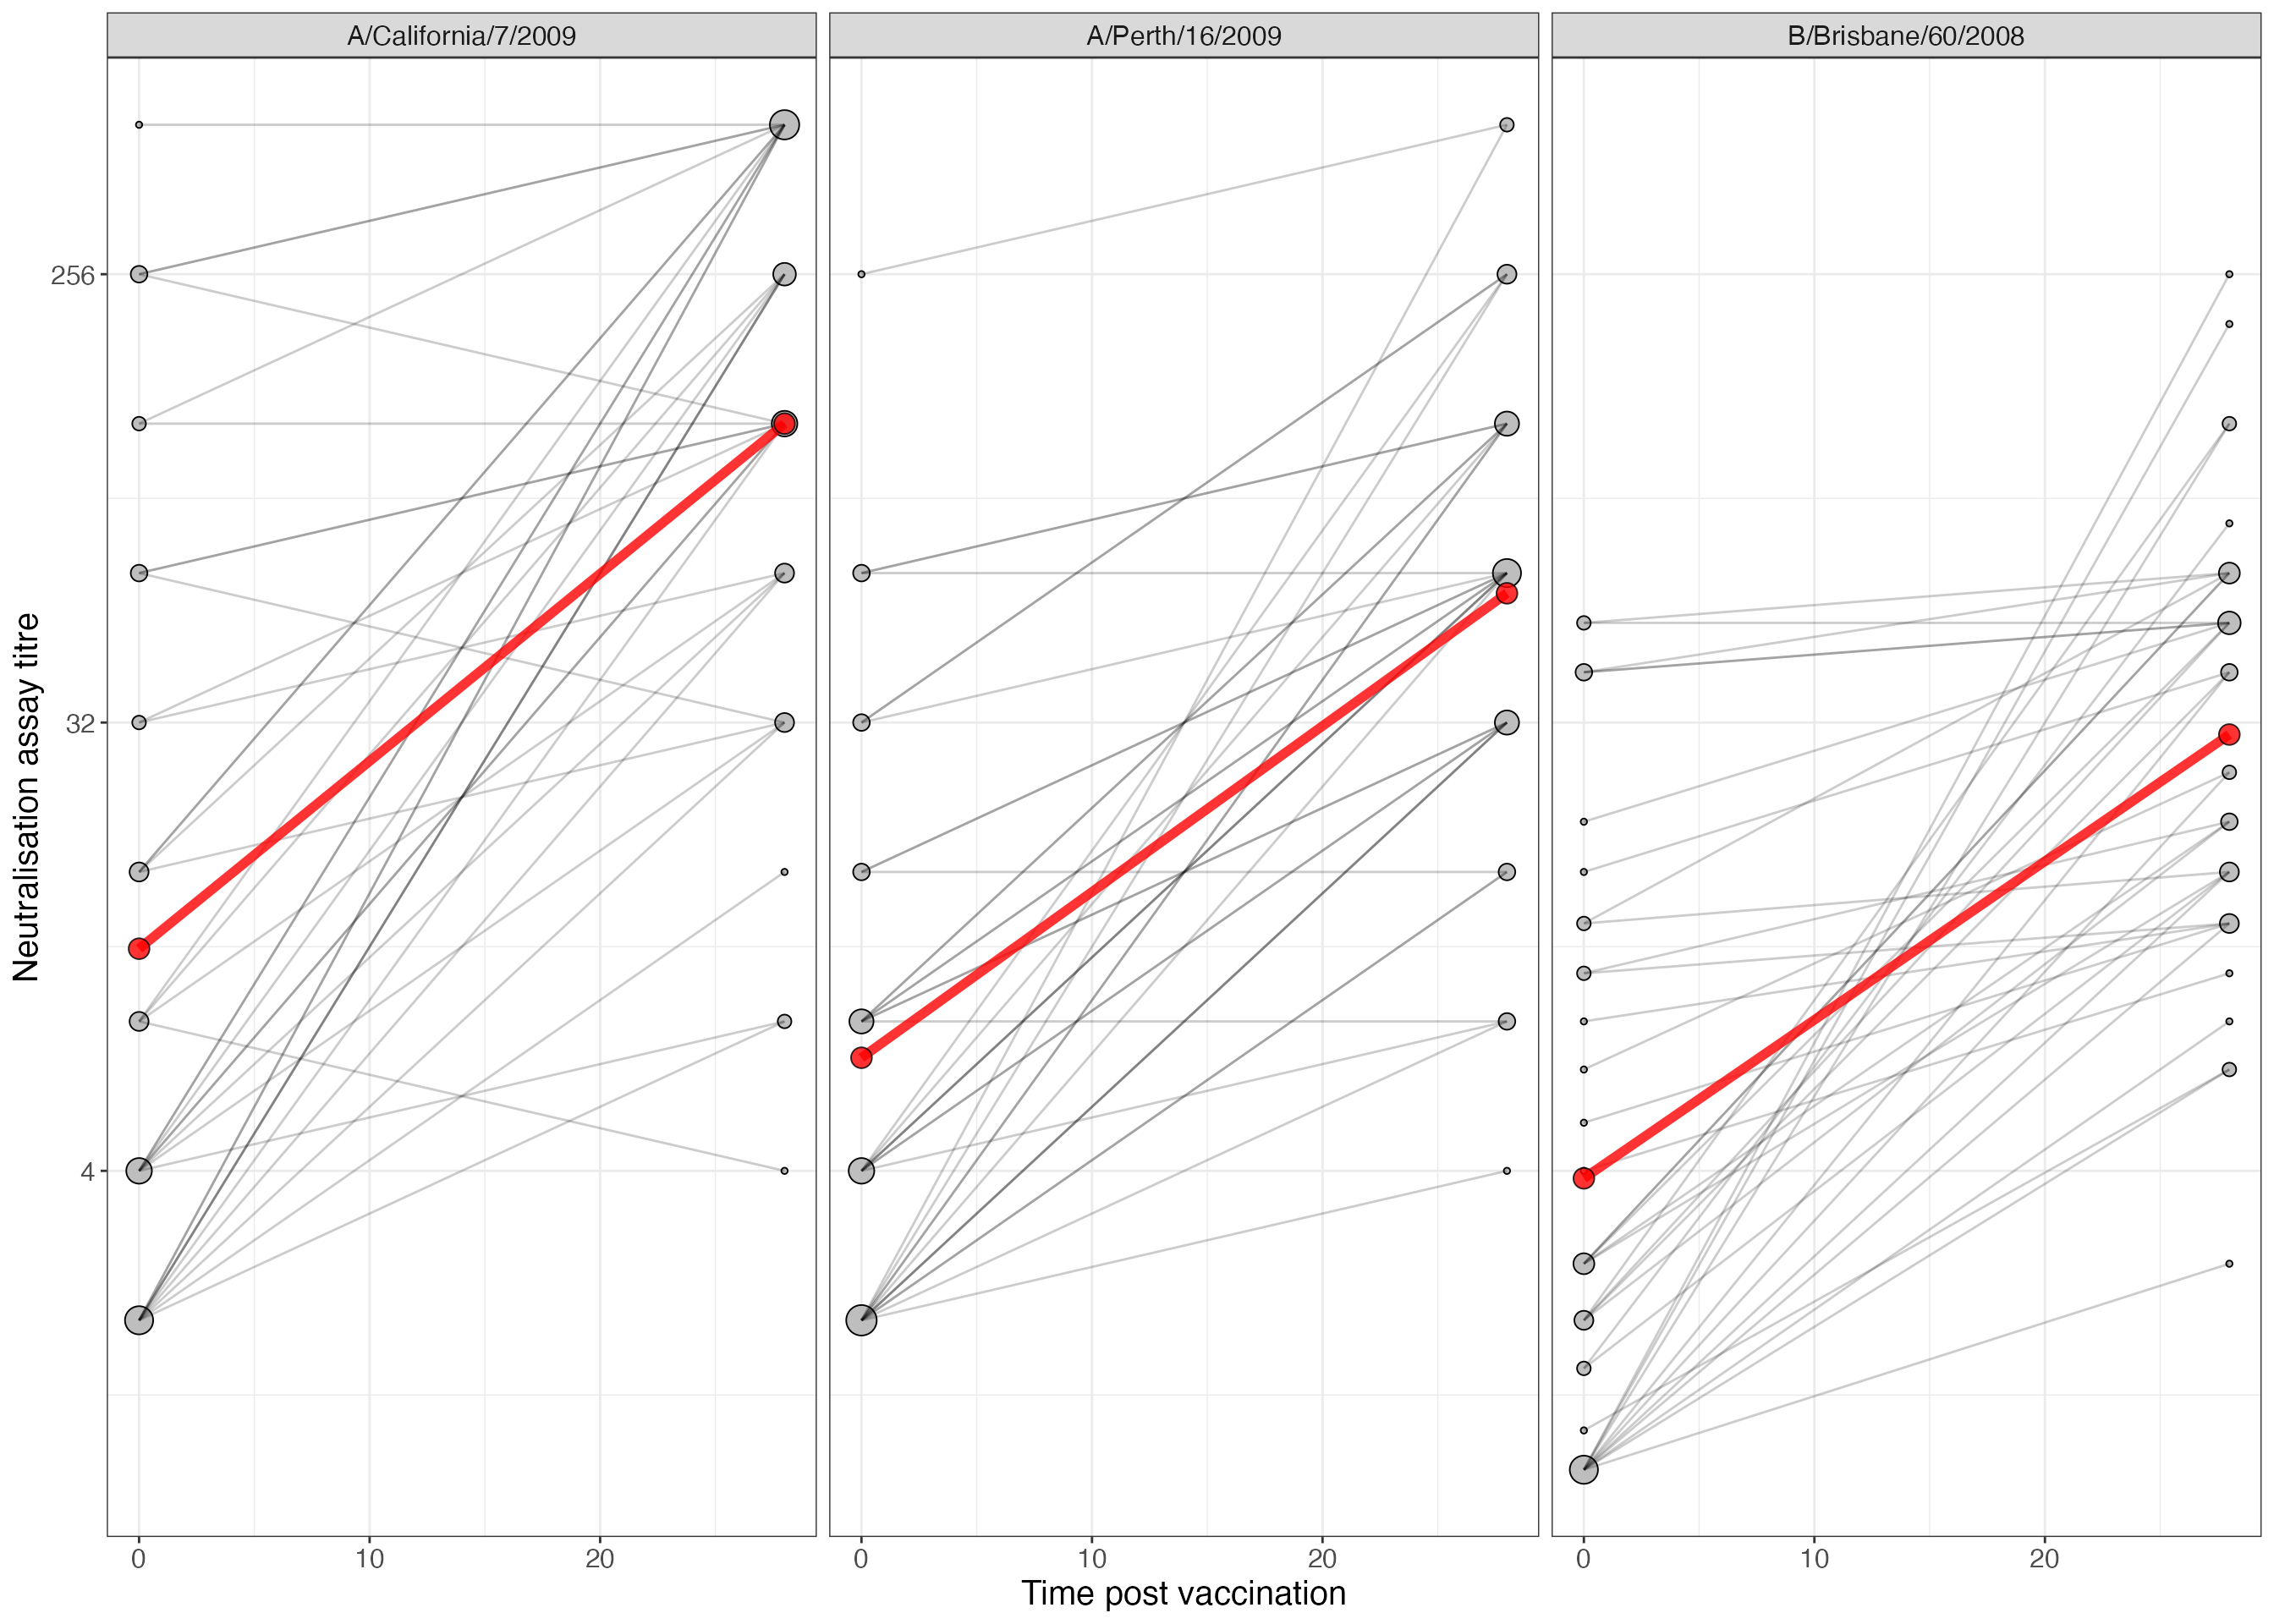 A/California/7/2009
A/Perth/16/2009
B/Brisbane/60/2008
Neutralisation assay titre
256
32
4
0 10 20
0 10 20
0 10 20
Time post vaccination